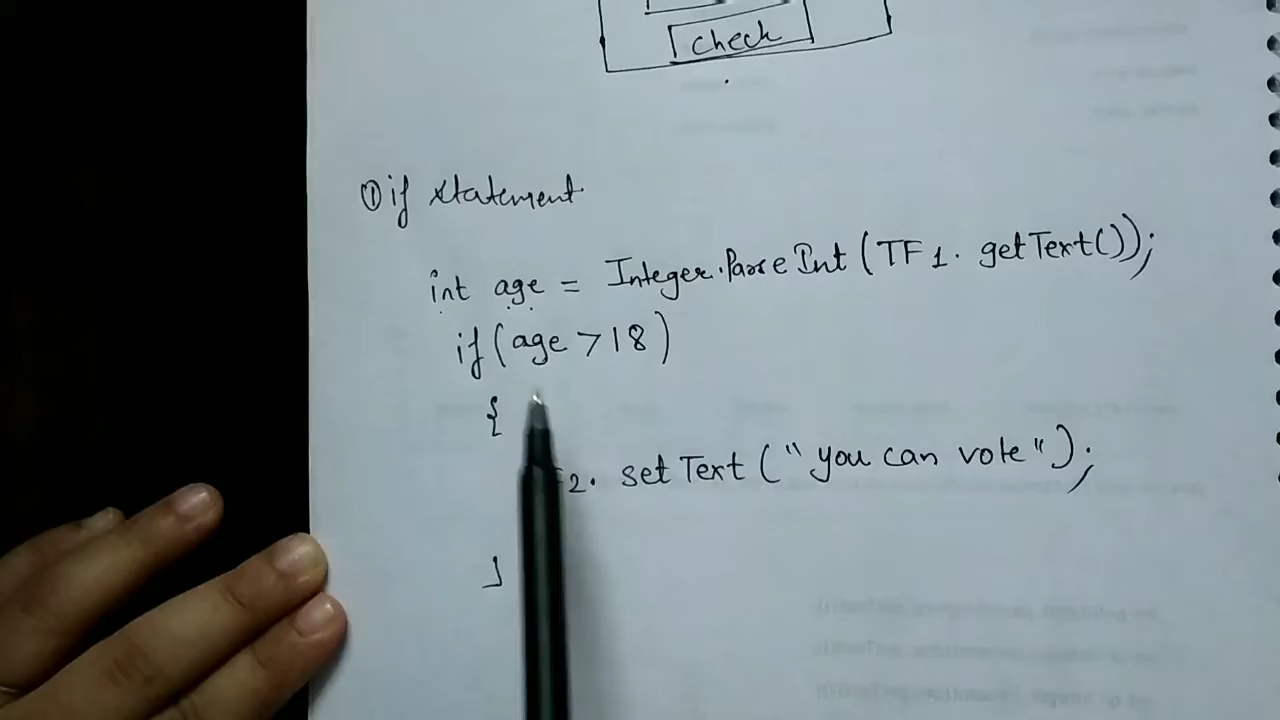 check
① if statement
int age = Integer.ParseInt (TF1. getText());
if (age > 18)
{
2. setText ("you can vote");
}